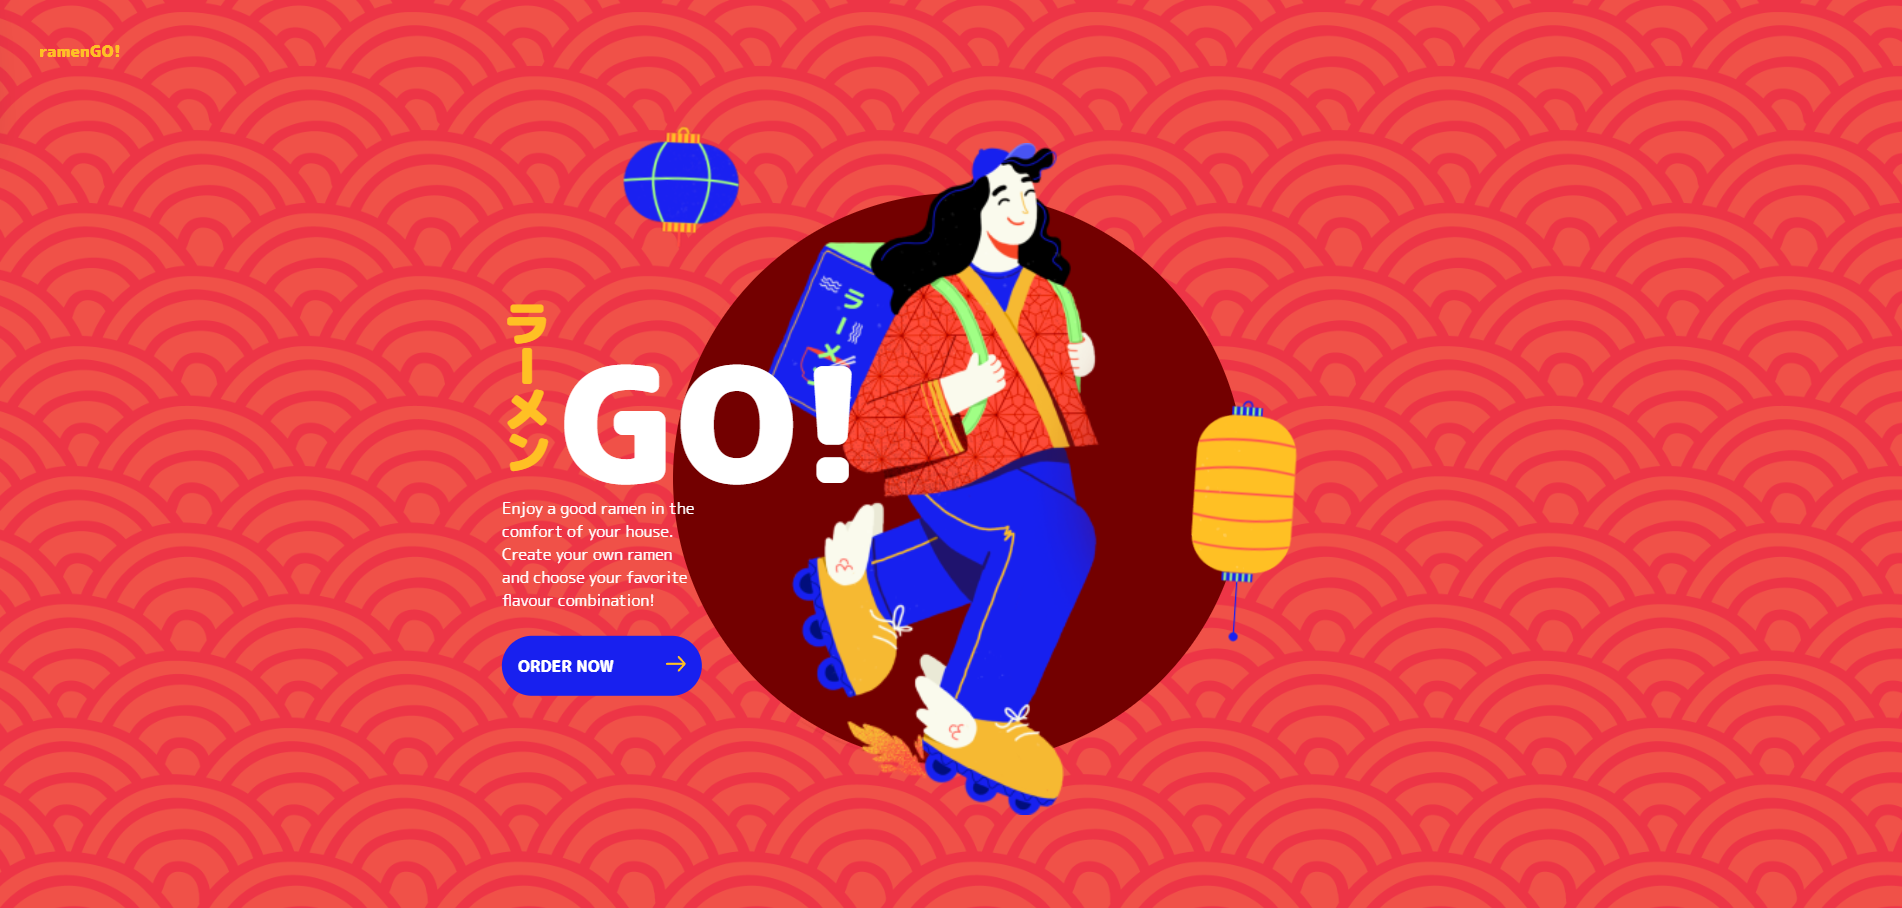 ramenGO!
ラーメン
GO!
ラーメ
Enjoy a good ramen in the
comfort of your house.
Create your own ramen
and choose your favorite
flavour combination!
ORDER NOW